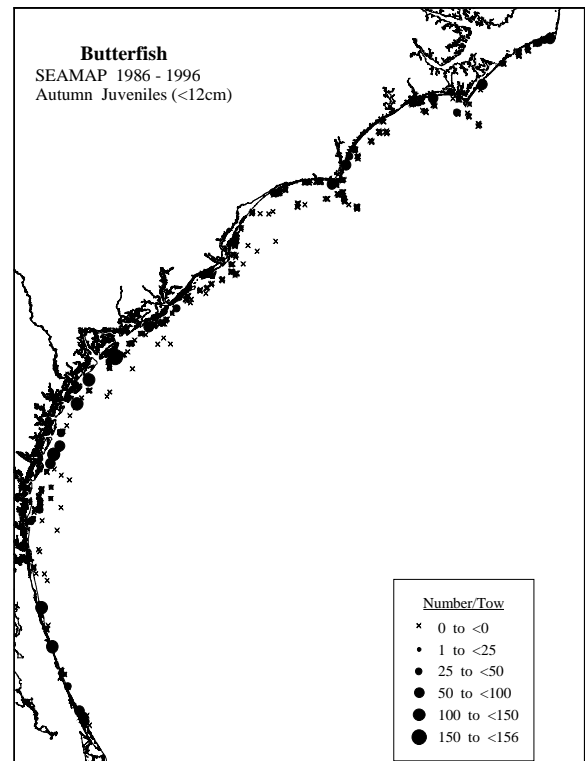 Butterfish
SEAMAP 1986 - 1996
Autumn Juveniles (<12cm)
Number/Tow
0 to <0
1 to <25
25 to <50
50 to <100
100 to <150
150 to <156